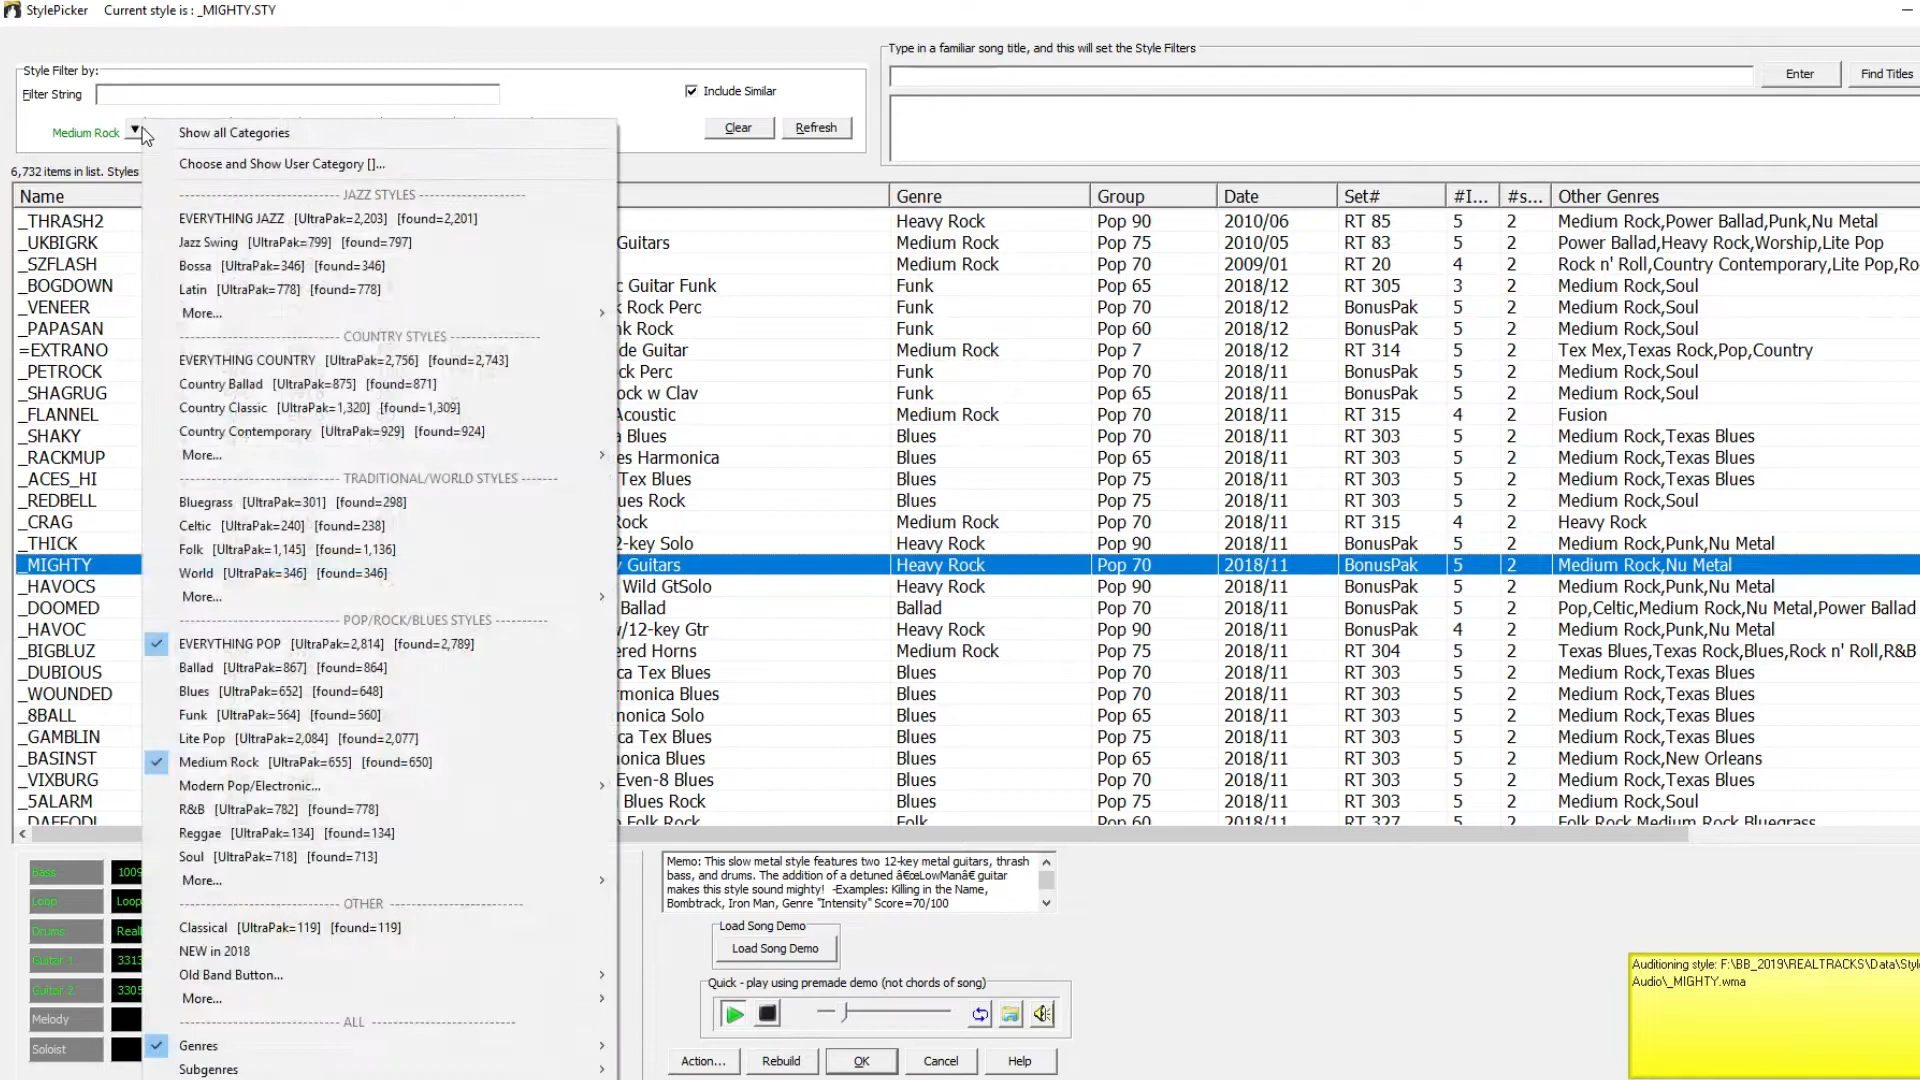 StylePicker Current style is : _MIGHTY.STY
Type in a familiar song title, and this will set the Style Filters
Style Filter by:
Filter String
Include Similar
Enter
Find Titles
Medium Rock
Clear
Refresh
6,732 items in list. Styles
Show all Categories
Choose and Show User Category []...
JAZZ STYLES
EVERYTHING JAZZ [UltraPak=2,203] [found=2,201]
Jazz Swing [UltraPak=799] [found=797]
Bossa [UltraPak=346] [found=346]
Latin [UltraPak=778] [found=778]
More...
COUNTRY STYLES
EVERYTHING COUNTRY [UltraPak=2,756] [found=2,743]
Country Ballad [UltraPak=875] [found=871]
Country Classic [UltraPak=1,320] [found=1,309]
Country Contemporary [UltraPak=929] [found=924]
More...
TRADITIONAL/WORLD STYLES
Bluegrass [UltraPak=301] [found=298]
Celtic [UltraPak=240] [found=238]
Folk [UltraPak=1,145] [found=1,136]
World [UltraPak=346] [found=346]
More...
POP/ROCK/BLUES STYLES
EVERYTHING POP [UltraPak=2,814] [found=2,789]
Ballad [UltraPak=867] [found=864]
Blues [UltraPak=652] [found=648]
Funk [UltraPak=564] [found=560]
Lite Pop [UltraPak=2,084] [found=2,077]
Medium Rock [UltraPak=655] [found=650]
Modern Pop/Electronic...
R&B [UltraPak=782] [found=778]
Reggae [UltraPak=134] [found=134]
Soul [UltraPak=718] [found=713]
More...
OTHER
Classical [UltraPak=119] [found=119]
NEW in 2018
Old Band Button...
More...
ALL
Genres
Subgenres
Name Genre Group Date Set# #I... #s... Other Genres
_THRASH2 Heavy Rock Pop 90 2010/06 RT 85 5 2 Medium Rock,Power Ballad,Punk,Nu Metal
_UKBIGRK Guitars Medium Rock Pop 75 2010/05 RT 83 5 2 Power Ballad,Heavy Rock,Worship,Lite Pop
_SZFLASH Medium Rock Pop 70 2009/01 RT 20 4 2 Rock n' Roll,Country Contemporary,Lite Pop,Ro
_BOGDOWN c Guitar Funk Funk Pop 65 2018/12 RT 305 3 2 Medium Rock,Soul
_VENEER k Rock Perc Funk Pop 70 2018/12 BonusPak 5 2 Medium Rock,Soul
_PAPASAN nk Rock Funk Pop 60 2018/12 BonusPak 5 2 Medium Rock,Soul
=EXTRANO de Guitar Medium Rock Pop 7 2018/12 RT 314 5 2 Tex Mex,Texas Rock,Pop,Country
_PETROCK ck Perc Funk Pop 70 2018/11 BonusPak 5 2 Medium Rock,Soul
_SHAGRUG ock w Clav Funk Pop 65 2018/11 BonusPak 5 2 Medium Rock,Soul
_FLANNEL Acoustic Medium Rock Pop 70 2018/11 RT 315 4 2 Fusion
_SHAKY a Blues Blues Pop 70 2018/11 RT 303 5 2 Medium Rock,Texas Blues
_RACKMUP es Harmonica Blues Pop 70 2018/11 RT 303 5 2 Medium Rock,Texas Blues
_ACES_HI Tex Blues Blues Pop 70 2018/11 RT 303 5 2 Medium Rock,Texas Blues
_REDBELL ues Rock Blues Pop 70 2018/11 RT 303 5 2 Medium Rock,Soul
_CRAG Rock Medium Rock Pop 70 2018/11 RT 315 4 2 Heavy Rock
_THICK 2-key Solo Heavy Rock Pop 90 2018/11 BonusPak 5 2 Medium Rock,Punk,Nu Metal
_MIGHTY y Guitars Heavy Rock Pop 70 2018/11 BonusPak 5 2 Medium Rock,Nu Metal
_HAVOCS Wild GtSolo Heavy Rock Pop 90 2018/11 BonusPak 5 2 Medium Rock,Punk,Nu Metal
_DOOMED Ballad Ballad Pop 70 2018/11 BonusPak 5 2 Pop,Celtic,Medium Rock,Nu Metal,Power Ballad
_HAVOC w/12-key Gtr Heavy Rock Pop 90 2018/11 BonusPak 4 2 Medium Rock,Punk,Nu Metal
_BIGBLUZ ered Horns Medium Rock Pop 75 2018/11 RT 304 5 2 Texas Blues,Texas Rock,Blues,Rock n' Roll,R&B
_DUBIOUS ca Tex Blues Blues Pop 70 2018/11 RT 303 5 2 Medium Rock,Texas Blues
_WOUNDED rmonica Blues Blues Pop 70 2018/11 RT 303 5 2 Medium Rock,Texas Blues
_8BALL monica Solo Blues Pop 65 2018/11 RT 303 5 2 Medium Rock,Texas Blues
_GAMBLIN ca Tex Blues Blues Pop 70 2018/11 RT 303 5 2 Medium Rock,Texas Blues
_BASINST onica Blues Blues Pop 65 2018/11 RT 303 5 2 Medium Rock,New Orleans
_VIXBURG Even-8 Blues Blues Pop 70 2018/11 RT 303 5 2 Medium Rock,Texas Blues
_5ALARM Blues Rock Blues Pop 75 2018/11 RT 303 5 2 Medium Rock,Soul
_DAFFODI Folk Rock Folk Pop 60 2018/11 RT 327 5 2 Folk Rock,Medium Rock,Bluegrass
Bass 1009
Loop Loop
Drums Real
Guitar 1 3313
Guitar 2 3305
Melody
Soloist
Memo: This slow metal style features two 12-key metal guitars, thrash
bass, and drums. The addition of a detuned â€œLowManâ€ guitar
makes this style sound mighty! -Examples: Killing in the Name,
Bombtrack, Iron Man, Genre "Intensity" Score=70/100
Load Song Demo
Load Song Demo
Quick - play using premade demo (not chords of song)
Action... Rebuild OK Cancel Help
Auditioning style: F:\BB_2019\REALTRACKS\Data\Style
Audio\_MIGHTY.wma